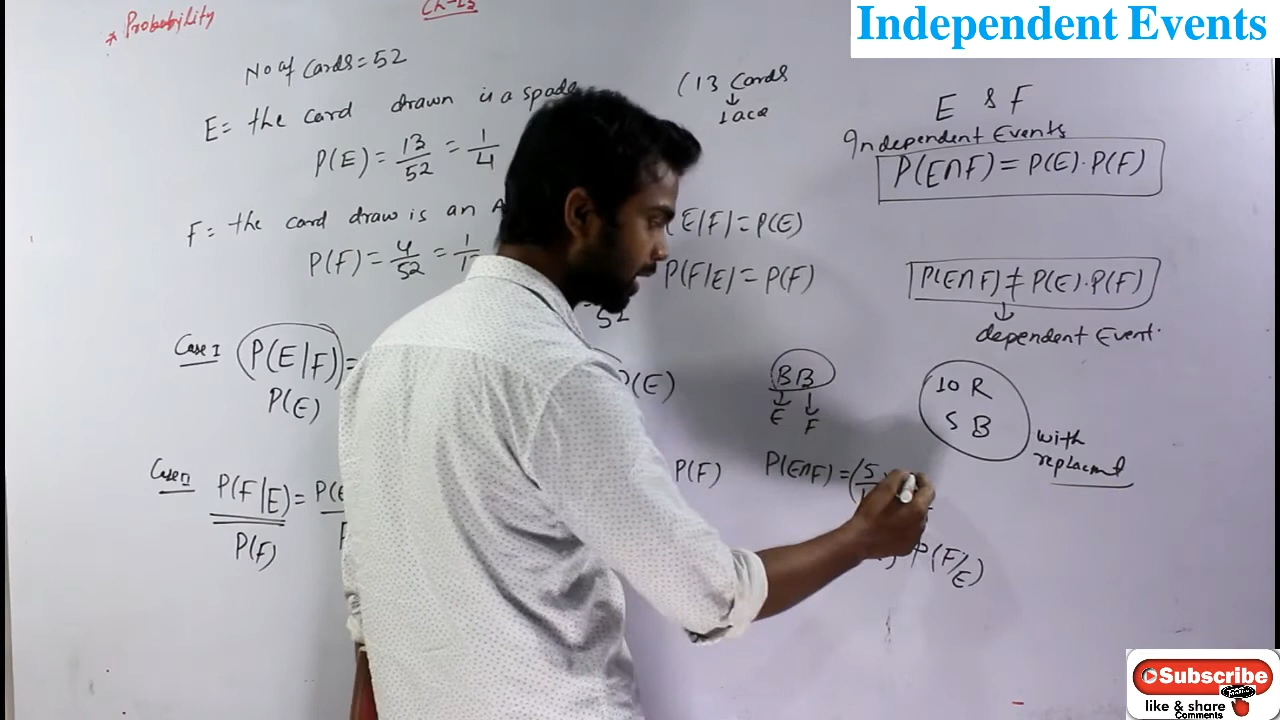 * Probability
Independent Events
No of Cards = 52
E = the card drawn is a spade
P(E) = 13/52 = 1/4
F = the card draw is an A
P(F) = 4/52 = 1/
Case I P(E|F) =
P(E)
Case II P(F|E) =
P(F)
(13 Cards
↓
1 ace
E|F) = P(E)
P(F|E) = P(F)
52
P(E)
P(F)
E & F
Independent Events
P(E∩F) = P(E)·P(F)
P(E∩F) ≠ P(E)·P(F)
↓
dependent Event·
B B
↓ ↓
E F
10 R
5 B
with
replacment
P(E∩F) = (5
P(F/E)
Subscribe
like & share
Comments